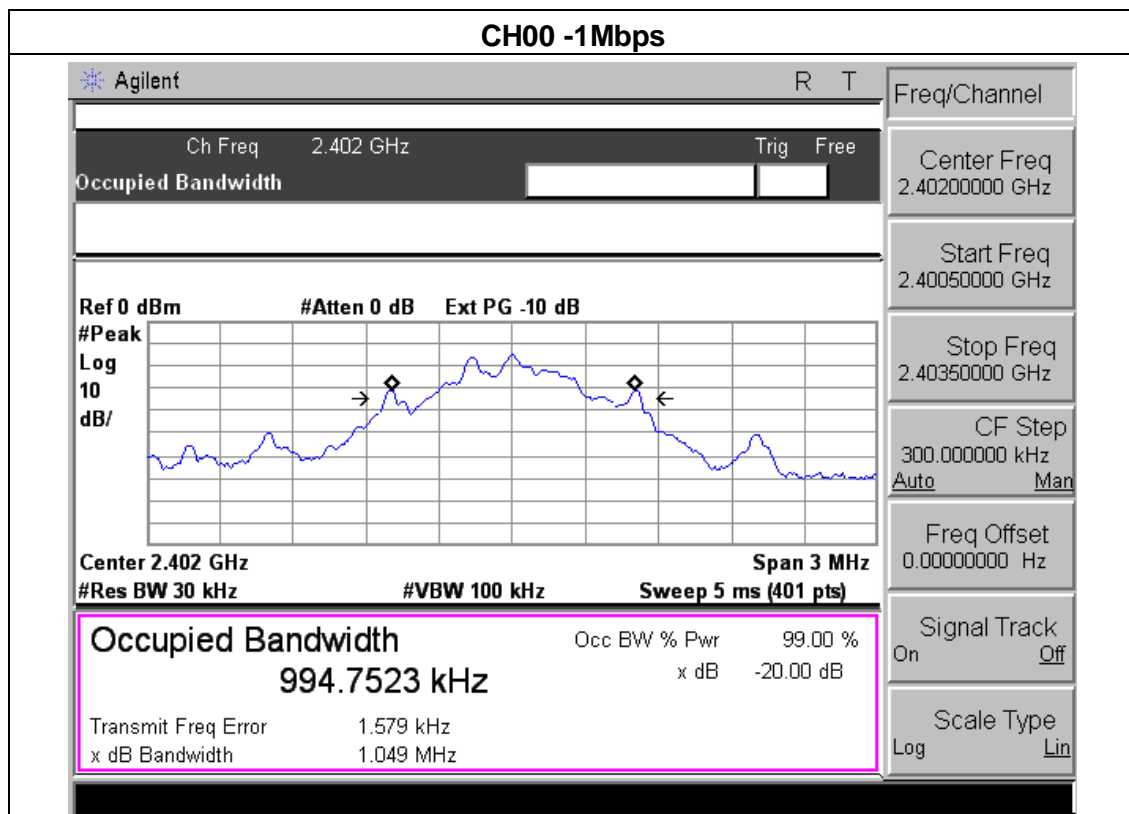 CH00 -1Mbps
Agilent R T
Ch Freq 2.402 GHz Trig Free
Occupied Bandwidth
Ref 0 dBm #Atten 0 dB Ext PG -10 dB
#Peak
Log
10
dB/
Center 2.402 GHz Span 3 MHz
#Res BW 30 kHz #VBW 100 kHz Sweep 5 ms (401 pts)
Occupied Bandwidth Occ BW % Pwr 99.00 %
994.7523 kHz x dB -20.00 dB
Transmit Freq Error 1.579 kHz
x dB Bandwidth 1.049 MHz
Freq/Channel
Center Freq
2.40200000 GHz
Start Freq
2.40050000 GHz
Stop Freq
2.40350000 GHz
CF Step
300.000000 kHz
Auto Man
Freq Offset
0.00000000 Hz
Signal Track
On Off
Scale Type
Log Lin